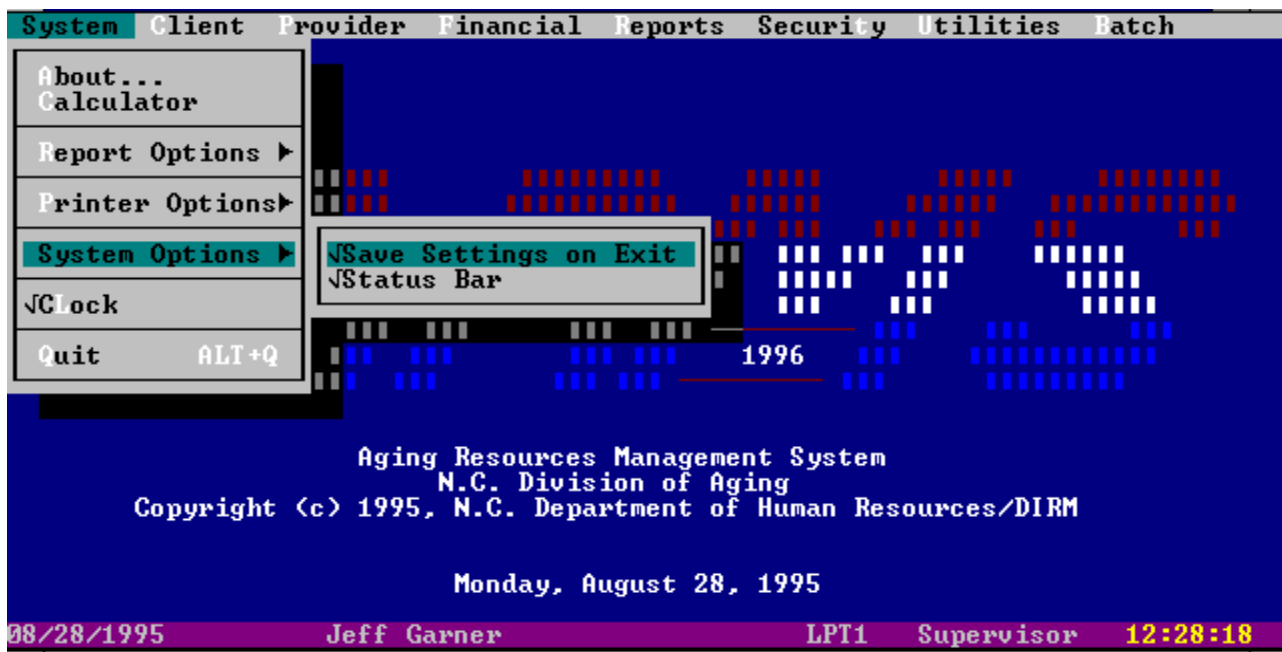 System Client Provider Financial Reports Security Utilities Batch
About...
Calculator
Report Options ►
Printer Options►
System Options ►
√Save Settings on Exit
√Status Bar
√CLock
Quit ALT+Q
1996
Aging Resources Management System
N.C. Division of Aging
Copyright (c) 1995, N.C. Department of Human Resources/DIRM
Monday, August 28, 1995
08/28/1995 Jeff Garner LPT1 Supervisor 12:28:18